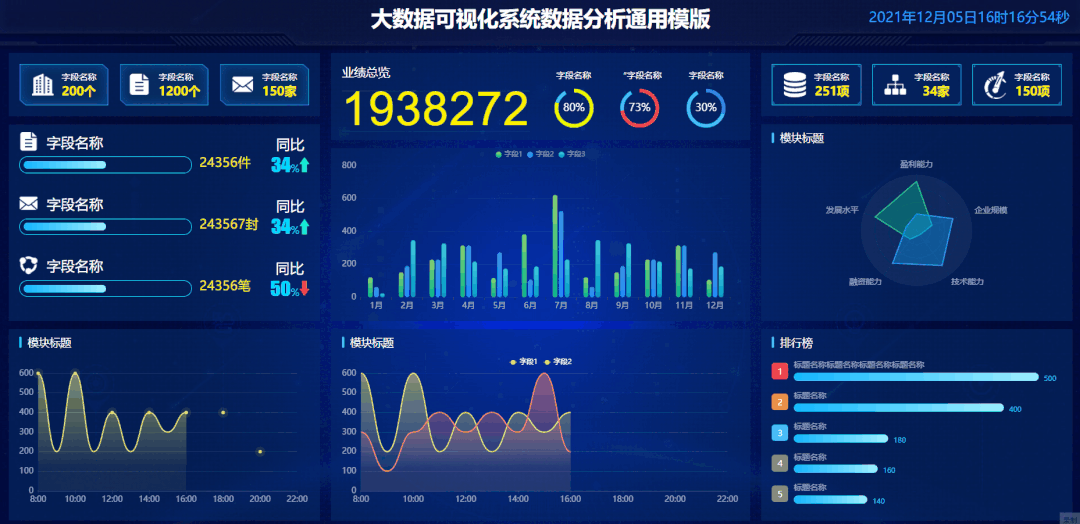 大数据可视化系统数据分析通用模版
2021年12月05日16时16分54秒
字段名称
200个
字段名称
1200个
字段名称
150家
字段名称
24356件
同比
34%
字段名称
243567封
同比
34%
字段名称
24356笔
同比
50%
业绩总览
1938272
字段名称
80%
字段名称
73%
字段名称
30%
字段1 字段2 字段3
800
600
400
200
0
1月 2月 3月 4月 5月 6月 7月 8月 9月 10月 11月 12月
字段名称
251项
字段名称
34家
字段名称
150项
模块标题
盈利能力
发展水平
企业规模
融资能力
技术能力
模块标题
600
500
400
300
200
100
0
8:00 10:00 12:00 14:00 16:00 18:00 20:00 22:00
模块标题
字段1 字段2
600
500
400
300
200
100
0
8:00 10:00 12:00 14:00 16:00 18:00 20:00 22:00
排行榜
标题名称标题名称标题名称标题名称
1 500
标题名称
2 400
标题名称
3 180
标题名称
4 160
标题名称
5 140